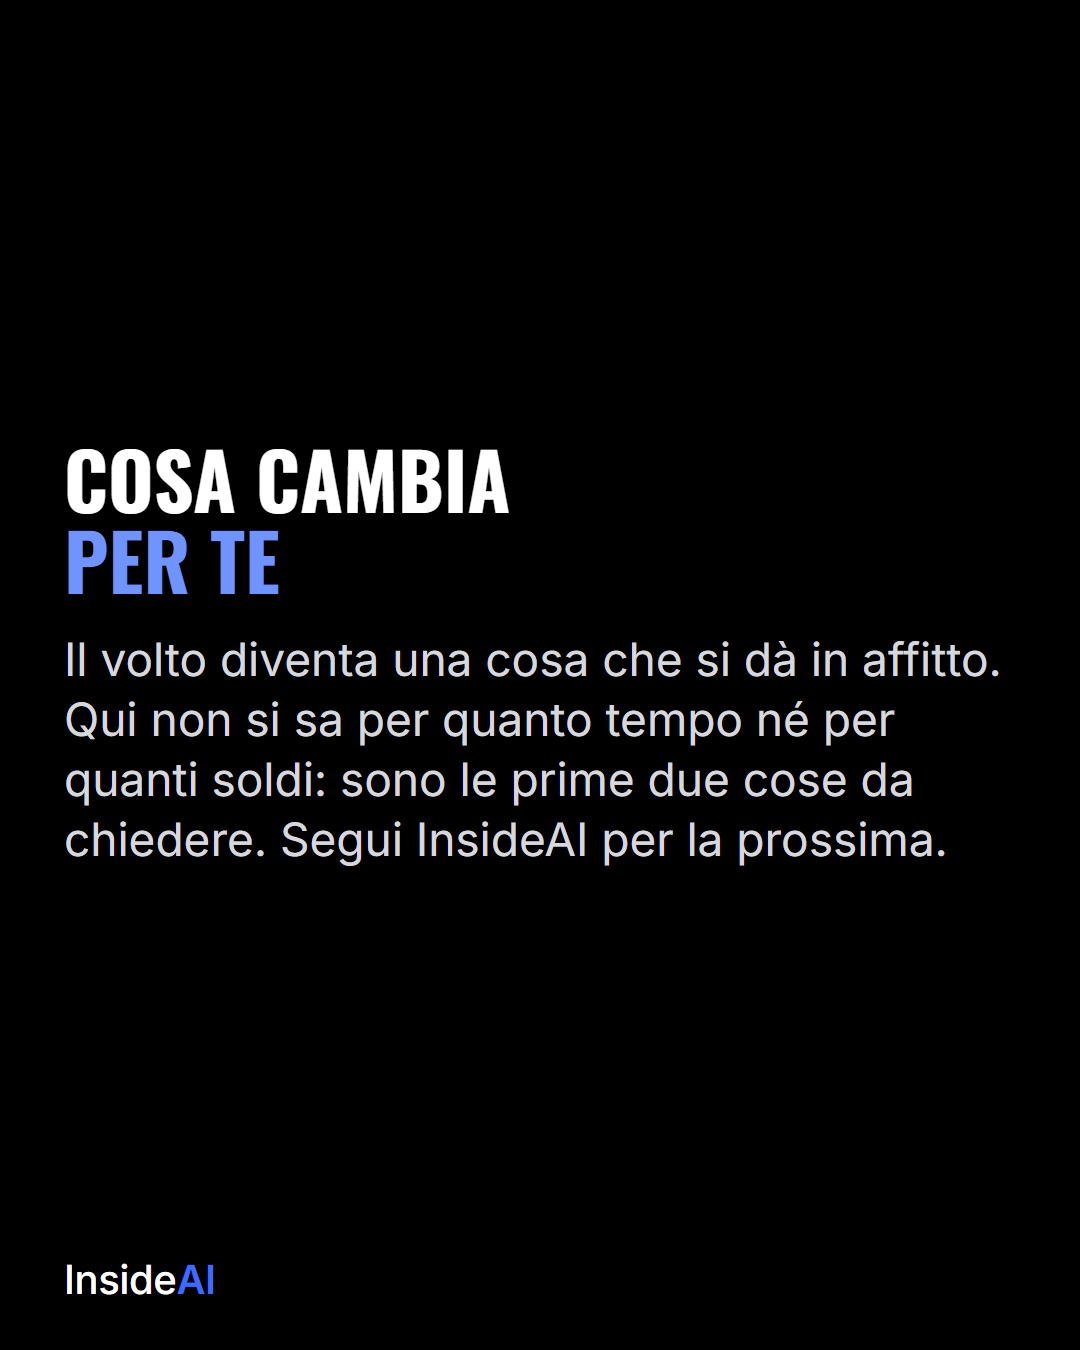 COSA CAMBIA
PER TE
Il volto diventa una cosa che si dà in affitto.
Qui non si sa per quanto tempo né per
quanti soldi: sono le prime due cose da
chiedere. Segui InsideAI per la prossima.
InsideAI